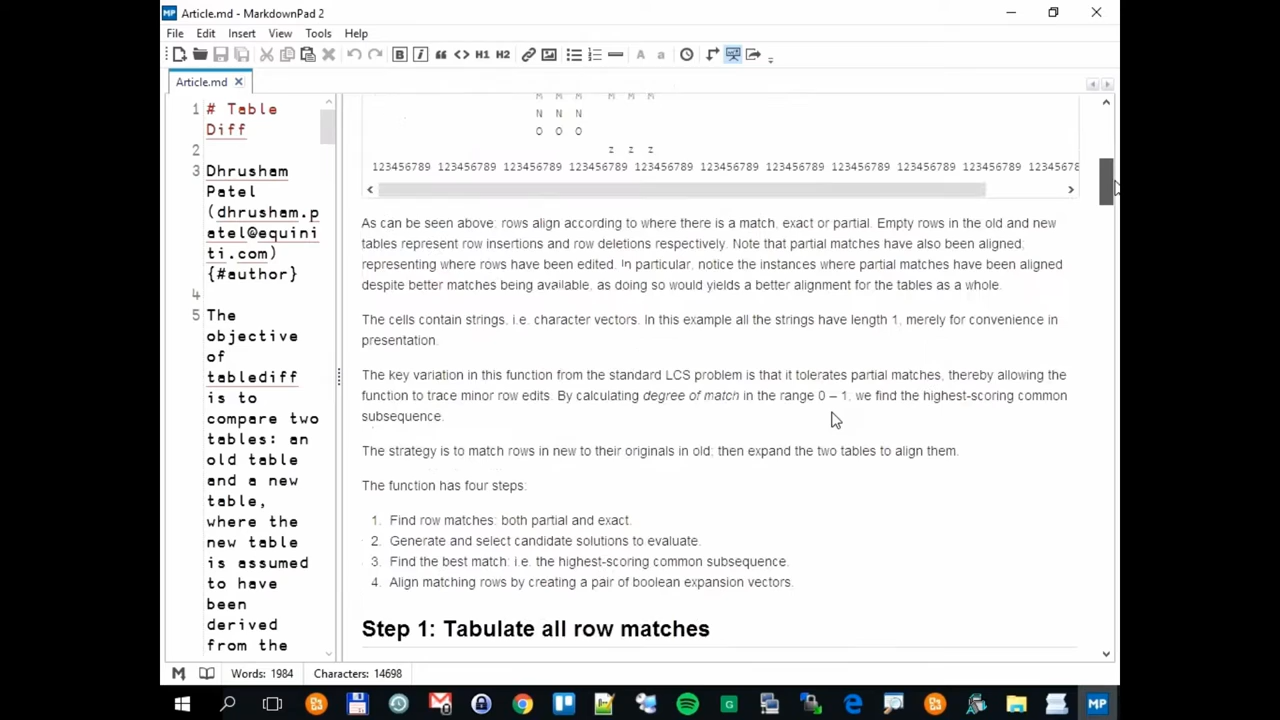 Article.md - MarkdownPad 2
File Edit Insert View Tools Help
B I “ <> H1 H2 A a
Article.md
1 # Table
Diff
2
3 Dhrusham
Patel
(dhrusham.p
atel@equini
ti.com)
{#author}
4
5 The
objective
of
tablediff
is to
compare two
tables: an
old table
and a new
table,
where the
new table
is assumed
to have
been
derived
from the
M M M M M M
N N N
O O O
z z z
123456789 123456789 123456789 123456789 123456789 123456789 123456789 123456789 123456789 123456789 1234567
As can be seen above: rows align according to where there is a match, exact or partial. Empty rows in the old and new
tables represent row insertions and row deletions respectively. Note that partial matches have also been aligned;
representing where rows have been edited. In particular, notice the instances where partial matches have been aligned
despite better matches being available, as doing so would yields a better alignment for the tables as a whole.
The cells contain strings, i.e. character vectors. In this example all the strings have length 1, merely for convenience in
presentation.
The key variation in this function from the standard LCS problem is that it tolerates partial matches, thereby allowing the
function to trace minor row edits. By calculating degree of match in the range 0 – 1, we find the highest-scoring common
subsequence.
The strategy is to match rows in new to their originals in old; then expand the two tables to align them.
The function has four steps:
1. Find row matches: both partial and exact.
2. Generate and select candidate solutions to evaluate.
3. Find the best match: i.e. the highest-scoring common subsequence.
4. Align matching rows by creating a pair of boolean expansion vectors.
Step 1: Tabulate all row matches
Words: 1984 Characters: 14698
MP